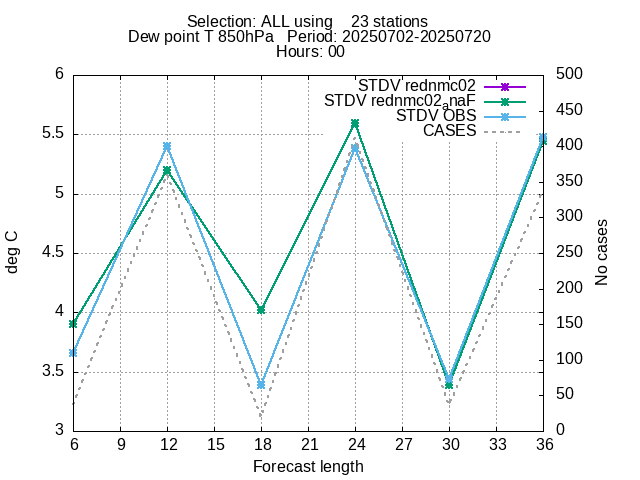 Selection: ALL using    23 stations
Dew point T 850hPa   Period: 20250702-20250720
Hours: 00
STDV rednmc02
STDV rednmc02anaF
STDV OBS
CASES
deg C
No cases
6
5.5
5
4.5
4
3.5
3
500
450
400
350
300
250
200
150
100
50
0
6 9 12 15 18 21 24 27 30 33 36
Forecast length